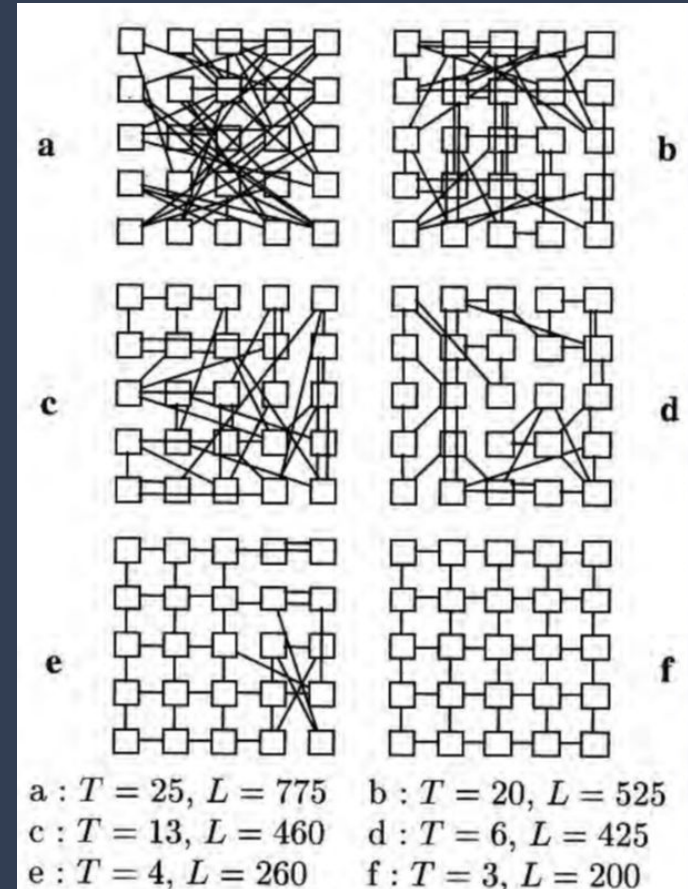 a
b
c
d
e
f
a : T = 25, L = 775 b : T = 20, L = 525
c : T = 13, L = 460 d : T = 6, L = 425
e : T = 4, L = 260 f : T = 3, L = 200